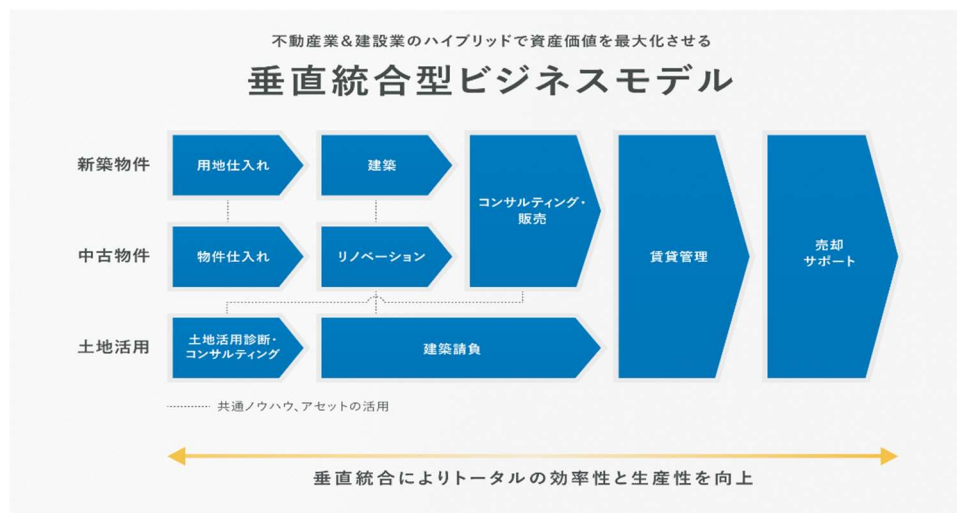 不動産業＆建設業のハイブリッドで資産価値を最大化させる
垂直統合型ビジネスモデル
新築物件
用地仕入れ
建築
コンサルティング・
販売
賃貸管理
売却
サポート
中古物件
物件仕入れ
リノベーション
土地活用
土地活用診断・
コンサルティング
建築請負
共通ノウハウ、アセットの活用
垂直統合によりトータルの効率性と生産性を向上